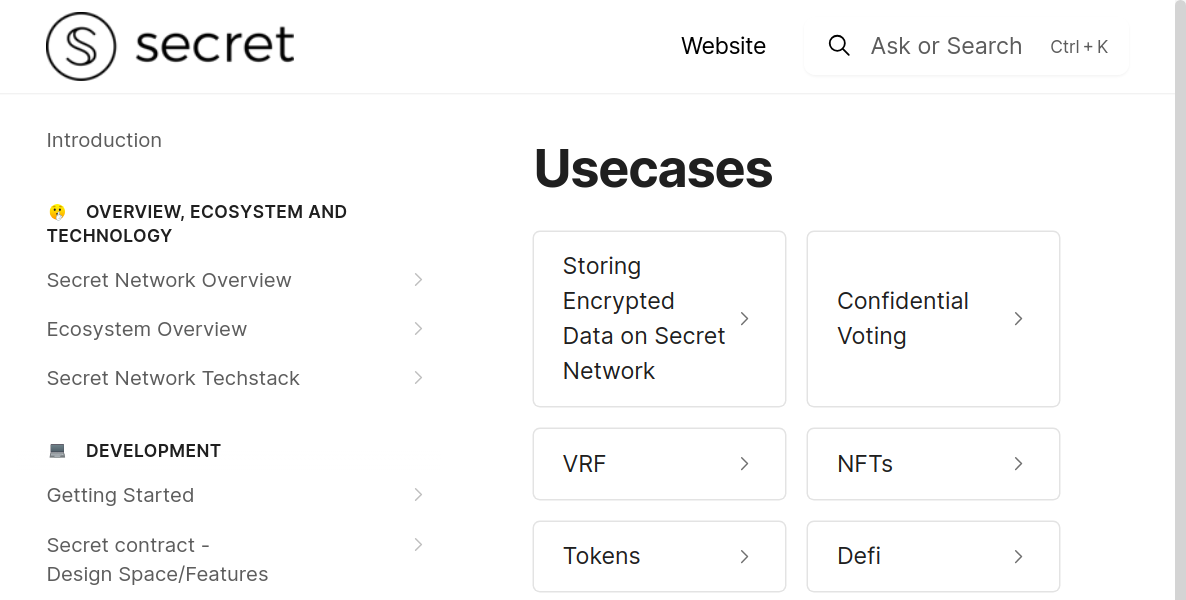 secret
Website
Ask or Search Ctrl + K
Introduction
OVERVIEW, ECOSYSTEM AND
TECHNOLOGY
Secret Network Overview
Ecosystem Overview
Secret Network Techstack
DEVELOPMENT
Getting Started
Secret contract -
Design Space/Features
Usecases
Storing
Encrypted
Data on Secret
Network
Confidential
Voting
VRF
NFTs
Tokens
Defi